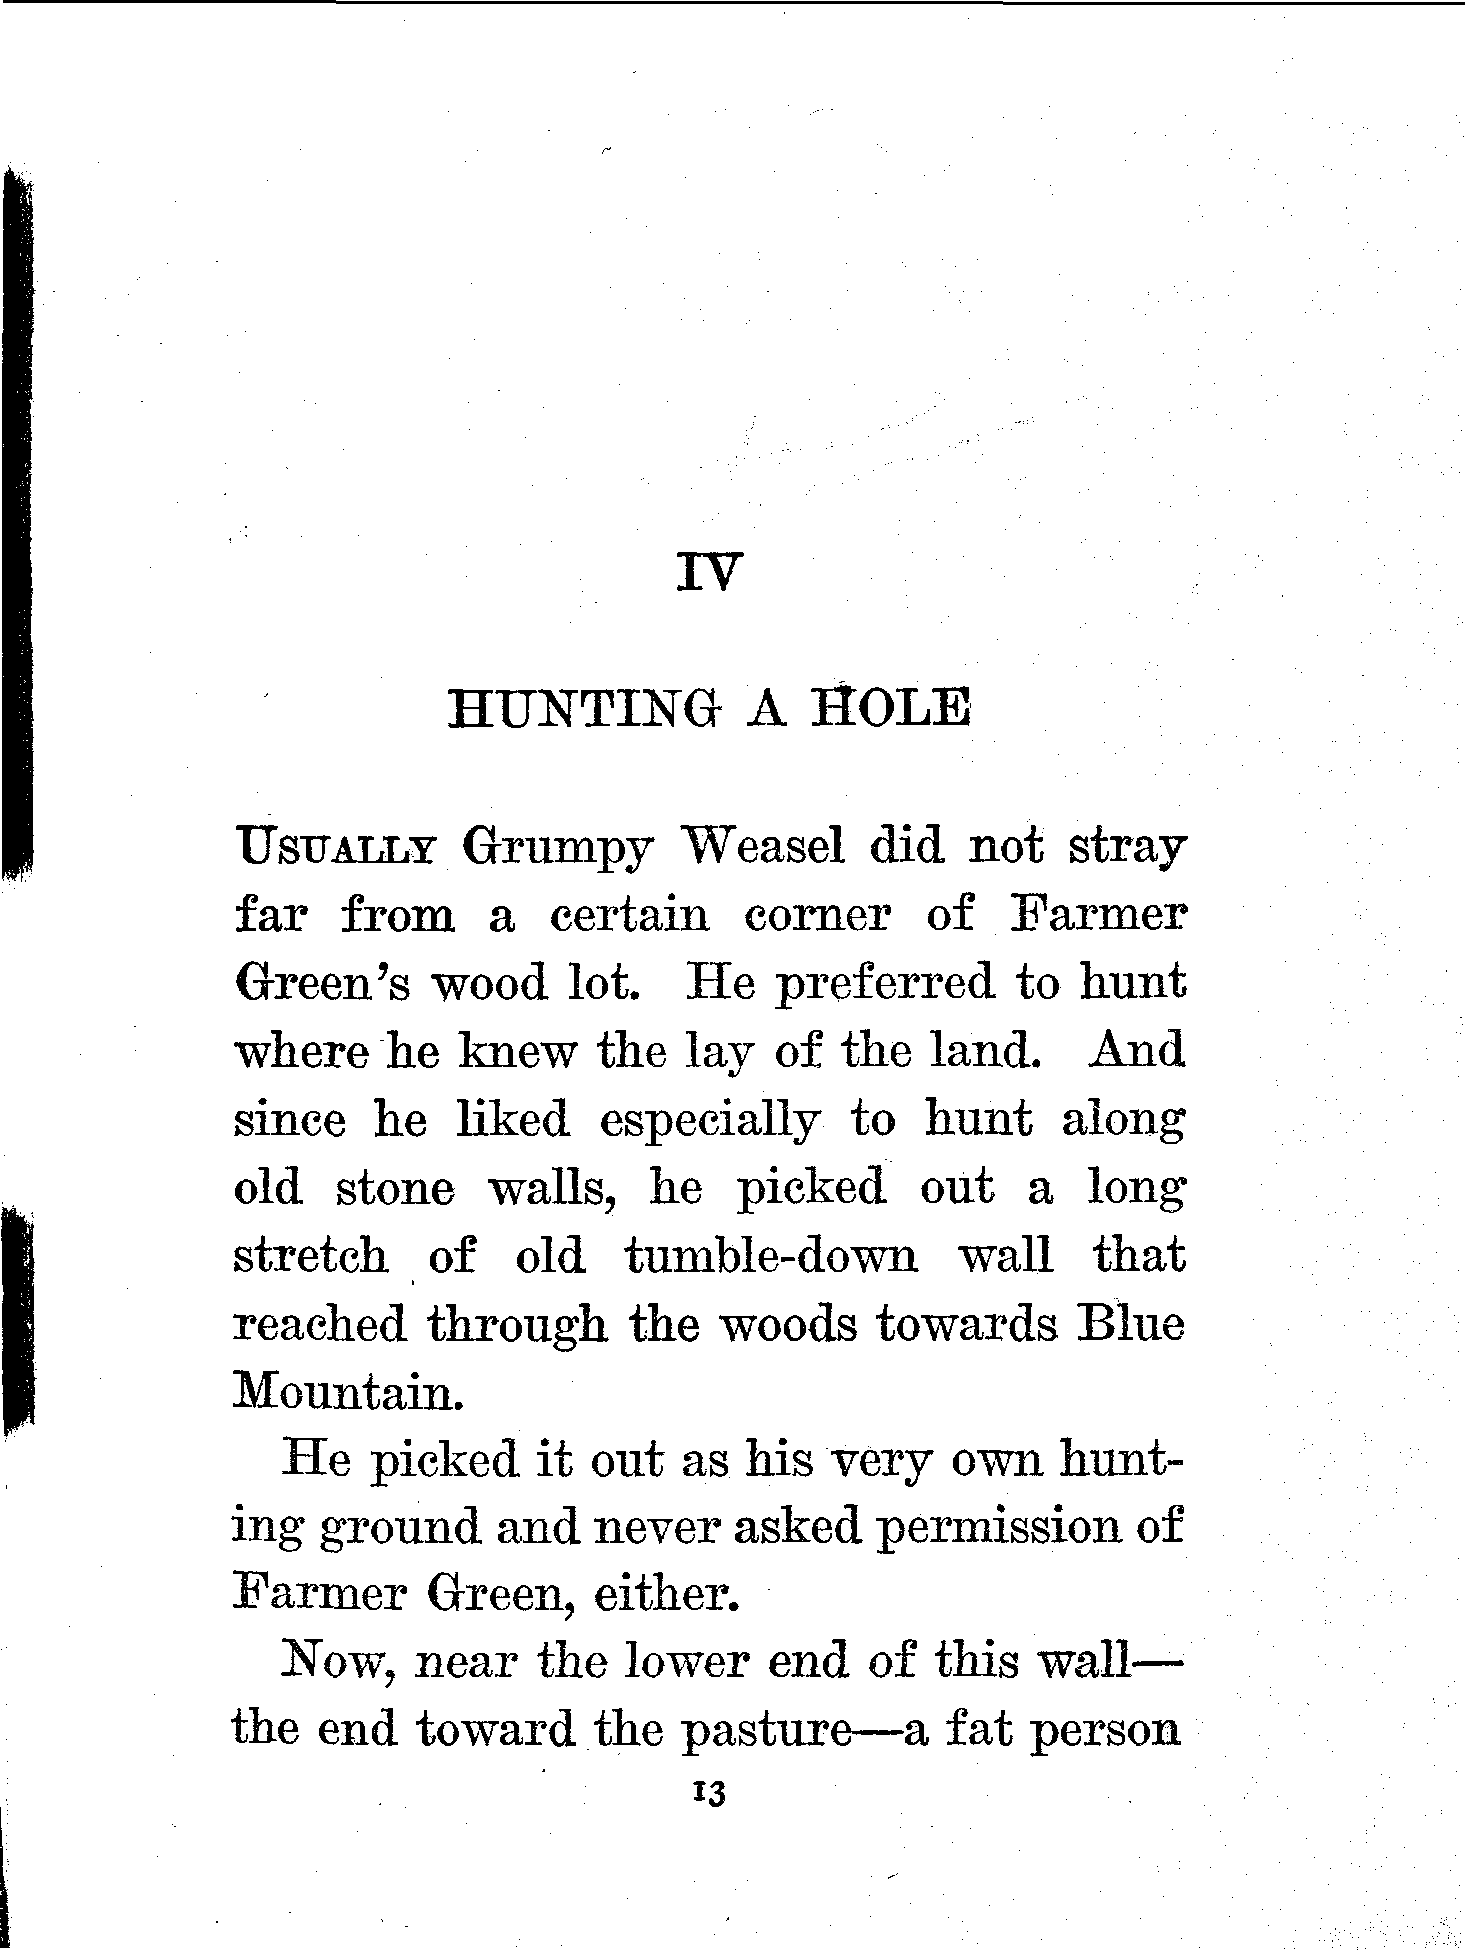 IV
HUNTING A HOLE
USUALLY Grumpy Weasel did not stray
far from a certain corner of Farmer
Green's wood lot. He preferred to hunt
where he knew the lay of the land. And
since he liked especially to hunt along
old stone walls, he picked out a long
stretch of old tumble-down wall that
reached through the woods towards Blue
Mountain.
He picked it out as his very own hunt-
ing ground and never asked permission of
Farmer Green, either.
Now, near the lower end of this wall—
the end toward the pasture—a fat person
13